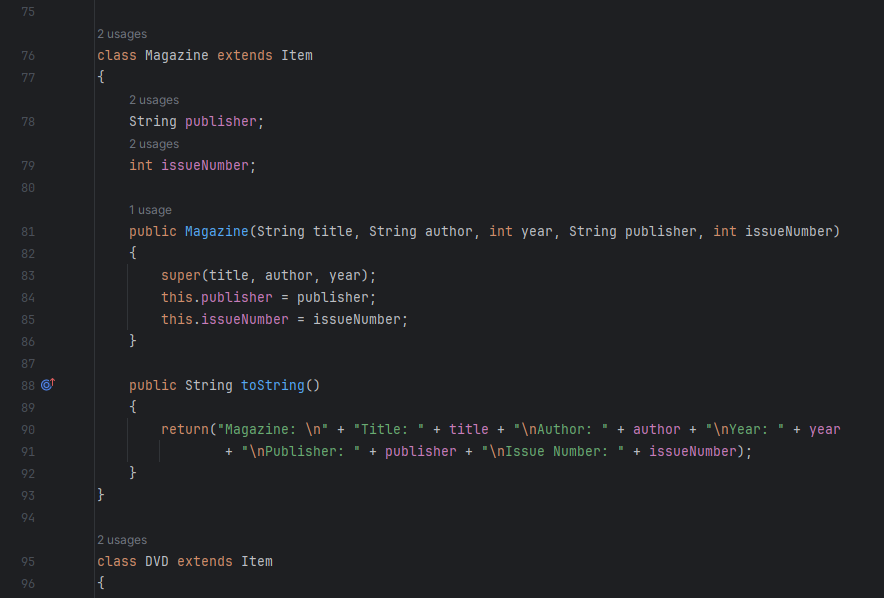 75
2 usages
76 class Magazine extends Item
77 {
2 usages
78 String publisher;
2 usages
79 int issueNumber;
80
1 usage
81 public Magazine(String title, String author, int year, String publisher, int issueNumber)
82 {
83 super(title, author, year);
84 this.publisher = publisher;
85 this.issueNumber = issueNumber;
86 }
87
88 public String toString()
89 {
90 return("Magazine: \n" + "Title: " + title + "\nAuthor: " + author + "\nYear: " + year
91 + "\nPublisher: " + publisher + "\nIssue Number: " + issueNumber);
92 }
93 }
94
2 usages
95 class DVD extends Item
96 {